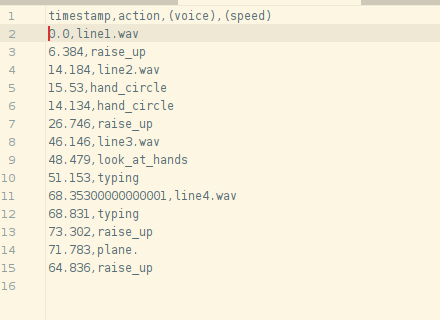 1 timestamp,action,(voice),(speed)
2 0.0,line1.wav
3 6.384,raise_up
4 14.184,line2.wav
5 15.53,hand_circle
6 14.134,hand_circle
7 26.746,raise_up
8 46.146,line3.wav
9 48.479,look_at_hands
10 51.153,typing
11 68.35300000000001,line4.wav
12 68.831,typing
13 73.302,raise_up
14 71.783,plane.
15 64.836,raise_up
16